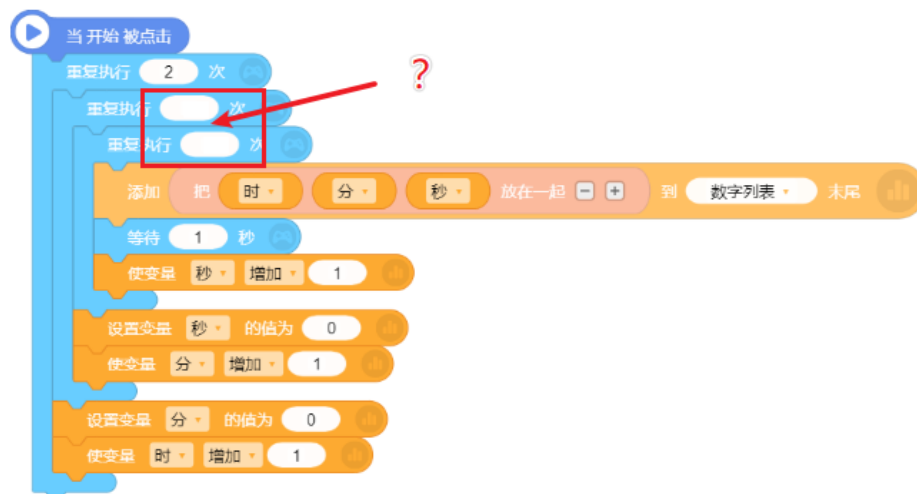 当 开始 被点击
重复执行 2 次
?
重复执行 次
重复执行 次
添加 把 时 分 秒 放在一起 - + 到 数字列表 末尾
等待 1 秒
使变量 秒 增加 1
设置变量 秒 的值为 0
使变量 分 增加 1
设置变量 分 的值为 0
使变量 时 增加 1